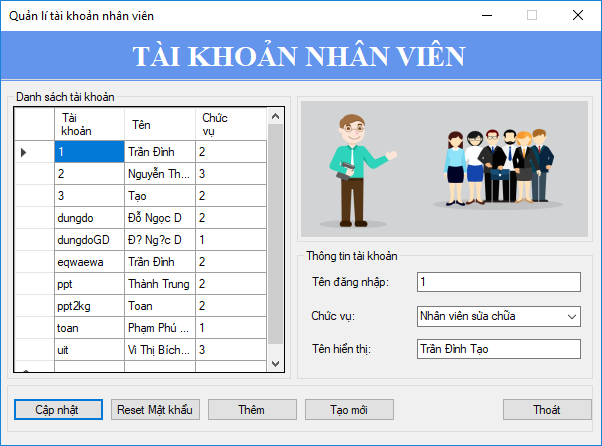 Quản lí tài khoản nhân viên
TÀI KHOẢN NHÂN VIÊN
Danh sách tài khoản
Tài khoản Tên Chức vụ
1 Trần Đình 2
2 Nguyễn Th... 3
3 Tạo 2
dungdo Đỗ Ngọc D 2
dungdoGD Đ? Ng?c D 1
eqwaewa Trần Đình 2
ppt Thành Trung 2
ppt2kg Toan 2
toan Phạm Phú ... 1
uit Vi Thị Bích... 3
Thông tin tài khoản
Tên đăng nhập: 1
Chức vụ: Nhân viên sửa chữa
Tên hiển thị: Trần Đình Tạo
Cập nhật Reset Mật khẩu Thêm Tạo mới Thoát